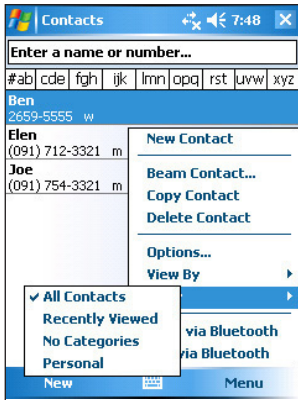 Contacts 7:48
Enter a name or number...
#ab cde fgh ijk lmn opq rst uvw xyz
Ben
2659-5555 w
Elen
(091) 712-3321 m
Joe
(091) 754-3321 m
New Contact
Beam Contact...
Copy Contact
Delete Contact
Options...
View By
via Bluetooth
via Bluetooth
All Contacts
Recently Viewed
No Categories
Personal
New Menu